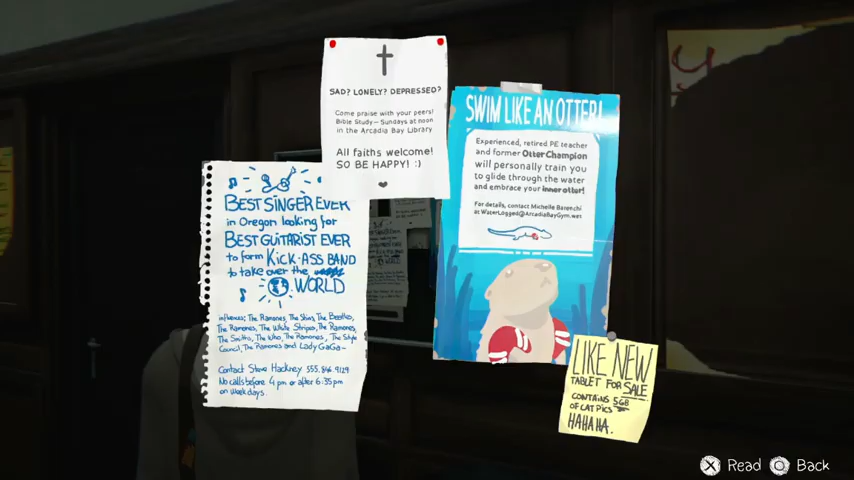 SAD? LONELY? DEPRESSED?
Come praise with your peers!
Bible Study - Sundays at noon
in the Arcadia Bay Library
All faiths welcome!
SO BE HAPPY! :)
SWIM LIKE AN OTTER!
Experienced, retired PE teacher
and former Otter Champion
will personally train you
to glide through the water
and embrace your inner otter!
For details, contact Michelle
at WaterLogged@ArcadiaBayGym.wet
BEST SINGER EVER
in Oregon looking for
BEST GUITARIST EVER
to form KICK-ASS BAND
to take over the
WORLD
influences: The Ramones, The Shins, The Beatles,
The Ramones, The White Stripes, The Ramones,
The Smiths, The Who, The Ramones, The Style
Council, The Ramones and Lady GaGa-
Contact Steve Hackney 555.846.9129
No calls before 4 pm or after 6:35 pm
on weekdays.
LIKE NEW
TABLET FOR SALE
CONTAINS 5GB
OF CAT PICS
HAHAHA.
Read Back